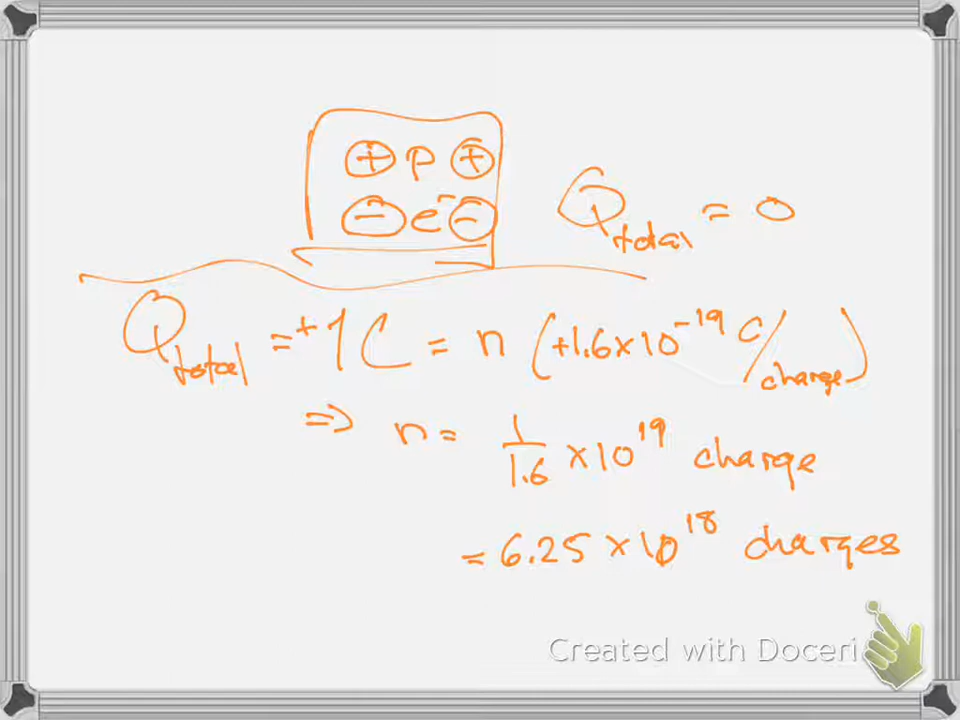 ⊕ p ⊕
⊖ e⁻ ⊖
Q_total = 0
Q_total = +1 C = n (+1.6×10⁻¹⁹ C/charge)
⇒ n = 1/1.6 ×10¹⁹ charge
= 6.25×10¹⁸ charges
Created with Doceri